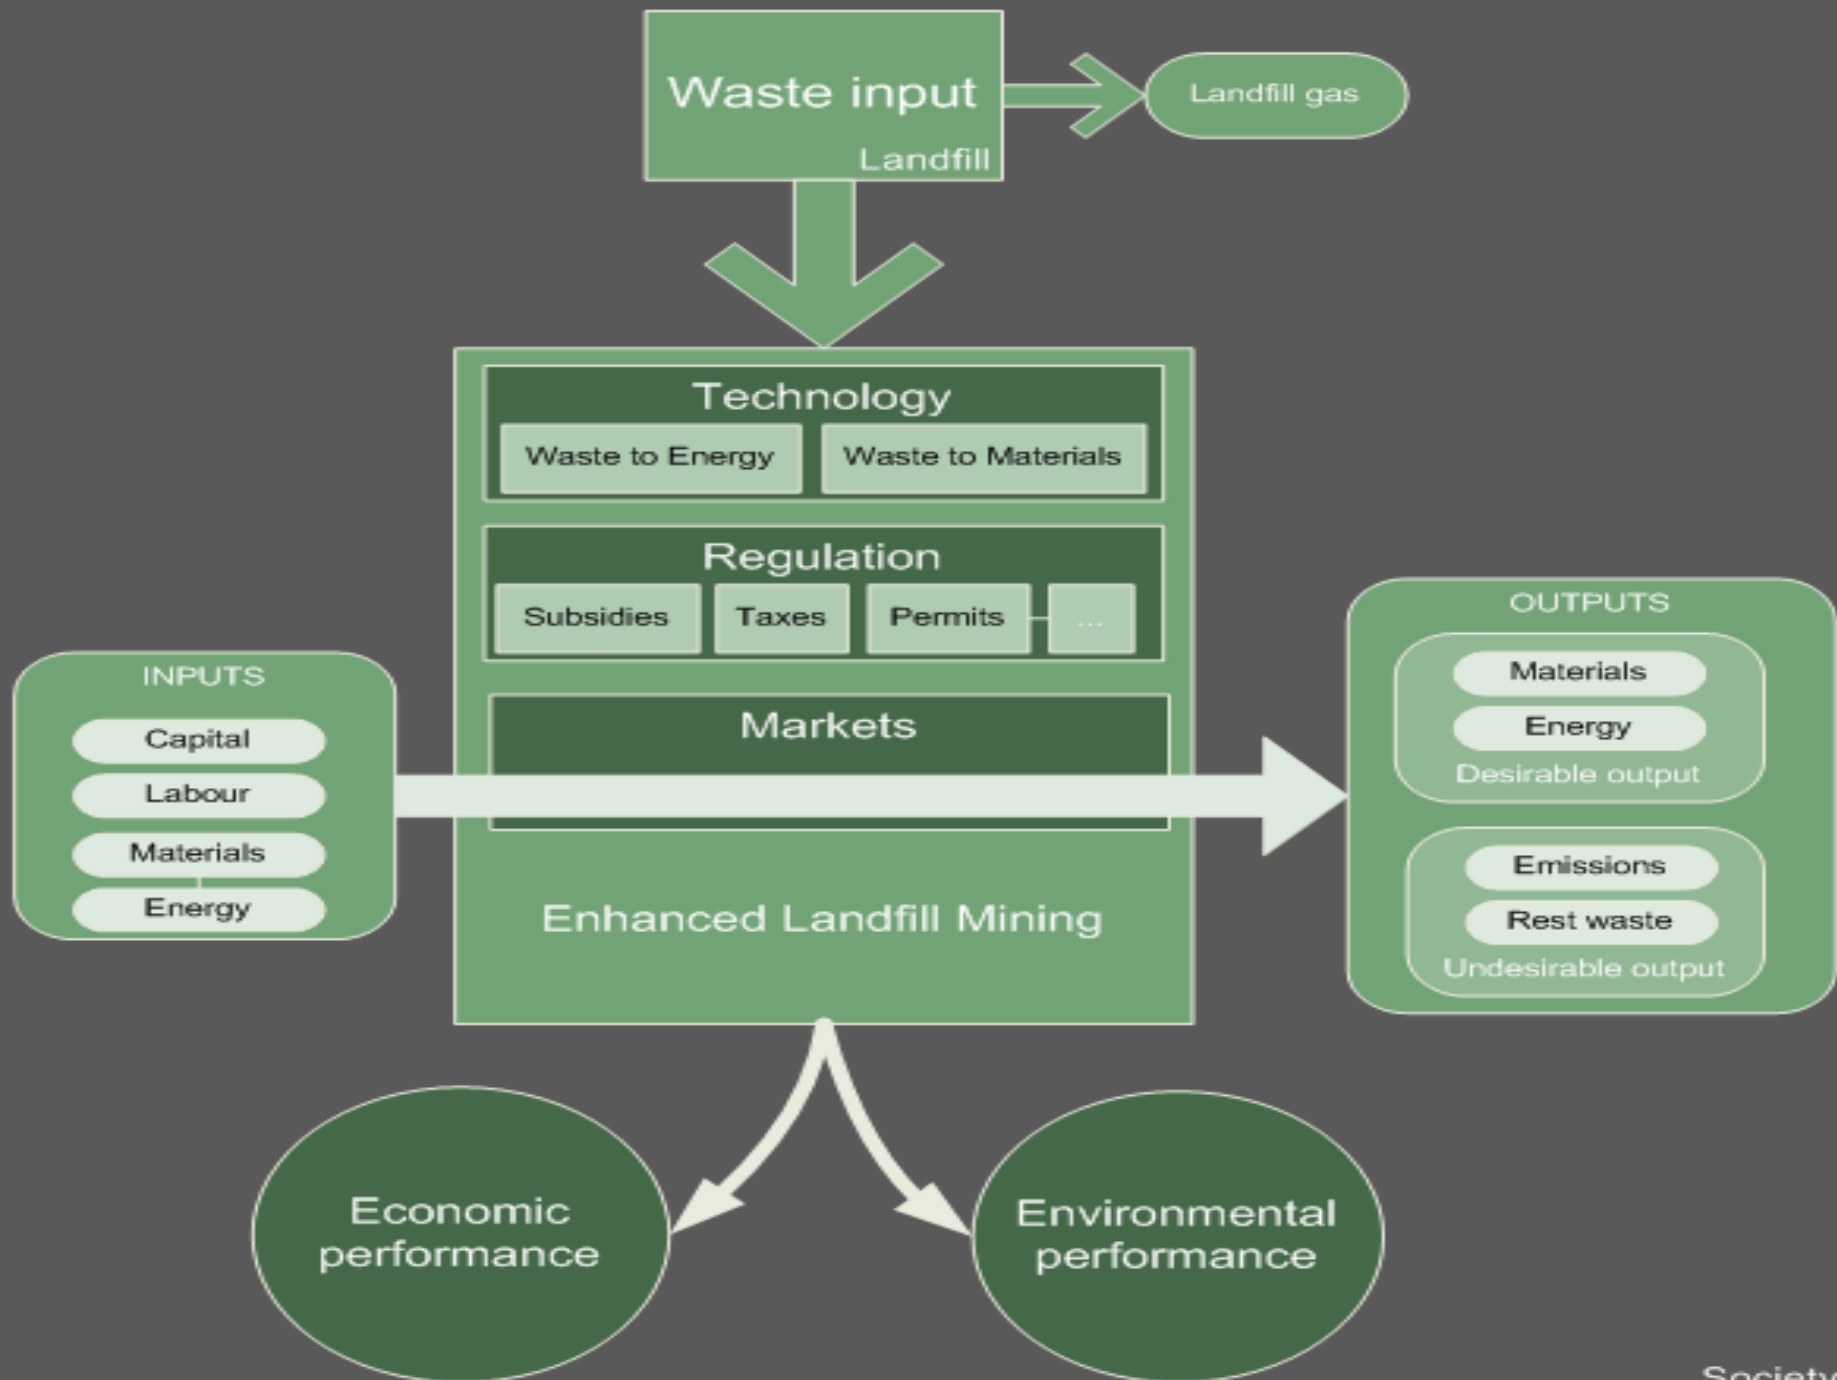 Waste input
Landfill
Landfill gas
Technology
Waste to Energy
Waste to Materials
Regulation
Subsidies
Taxes
Permits
...
Markets
Enhanced Landfill Mining
INPUTS
Capital
Labour
Materials
Energy
OUTPUTS
Materials
Energy
Desirable output
Emissions
Rest waste
Undesirable output
Economic
performance
Environmental
performance
Society